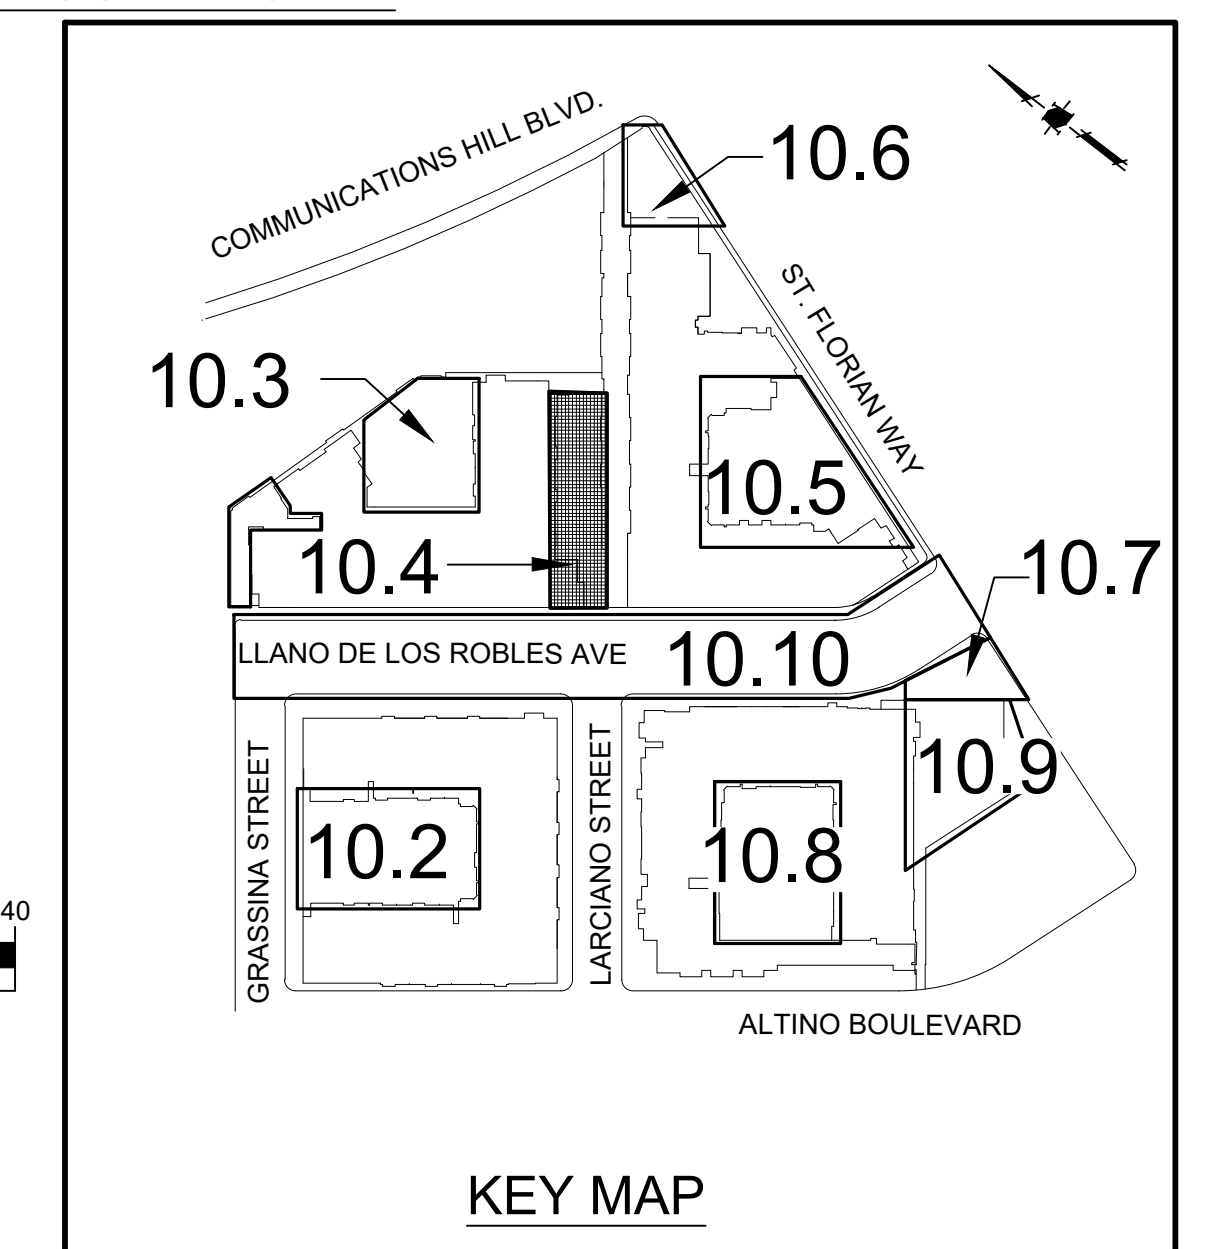 COMMUNICATIONS HILL BLVD.
10.6
ST. FLORIAN WAY
10.3
10.5
10.4
10.7
LLANO DE LOS ROBLES AVE
10.10
GRASSINA STREET
LARCIANO STREET
10.9
10.2
10.8
40
ALTINO BOULEVARD
KEY MAP